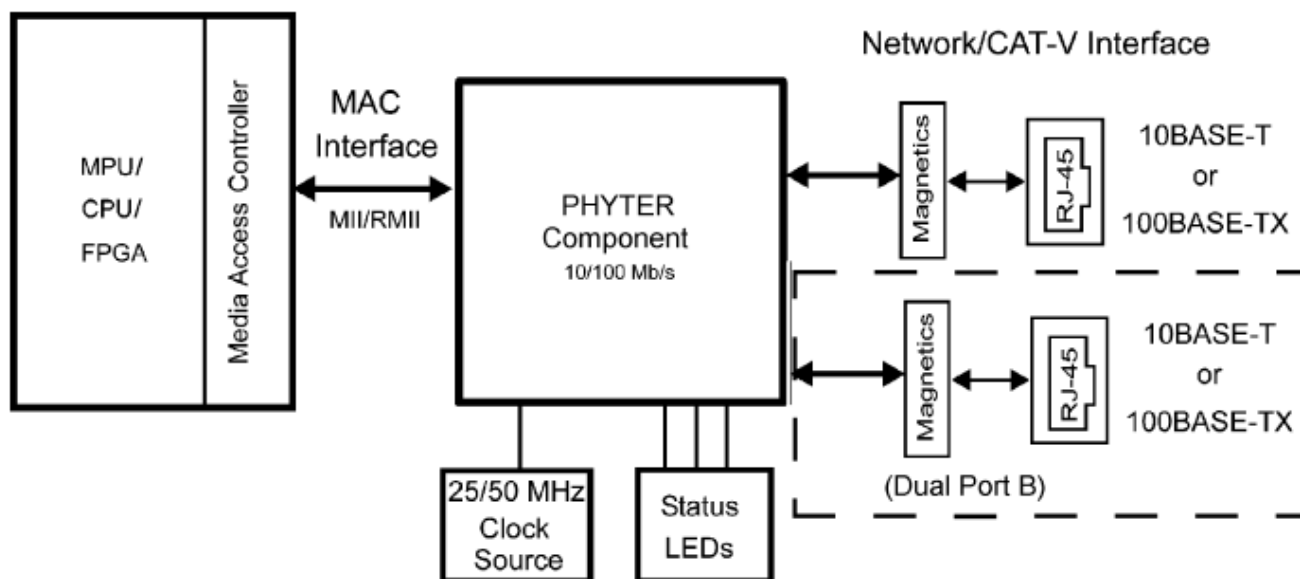 Network/CAT-V Interface
MPU/
CPU/
FPGA
Media Access Controller
MAC
Interface
MII/RMII
PHYTER
Component
10/100 Mb/s
Magnetics
RJ-45
10BASE-T
or
100BASE-TX
Magnetics
RJ-45
10BASE-T
or
100BASE-TX
(Dual Port B)
25/50 MHz
Clock
Source
Status
LEDs